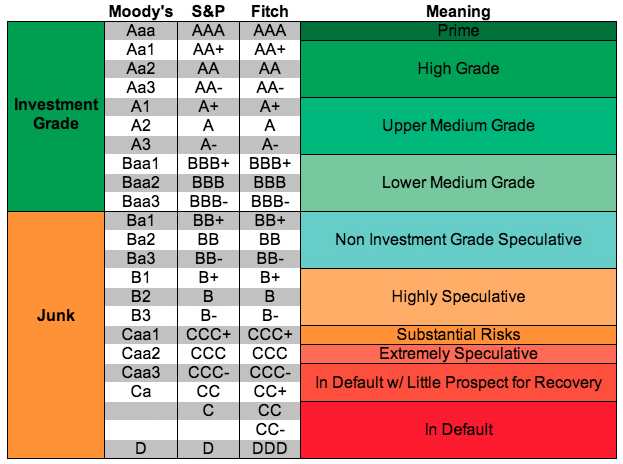 Moody's S&P Fitch Meaning
Aaa AAA AAA Prime
Aa1 AA+ AA+
Aa2 AA AA High Grade
Aa3 AA- AA-
Investment Grade
A1 A+ A+
A2 A A Upper Medium Grade
A3 A- A-
Baa1 BBB+ BBB+
Baa2 BBB BBB Lower Medium Grade
Baa3 BBB- BBB-
Ba1 BB+ BB+
Ba2 BB BB Non Investment Grade Speculative
Ba3 BB- BB-
B1 B+ B+
B2 B B Highly Speculative
B3 B- B-
Junk
Caa1 CCC+ CCC+ Substantial Risks
Caa2 CCC CCC Extremely Speculative
Caa3 CCC- CCC-
In Default w/ Little Prospect for Recovery
Ca CC CC+
C CC
CC- In Default
D D DDD